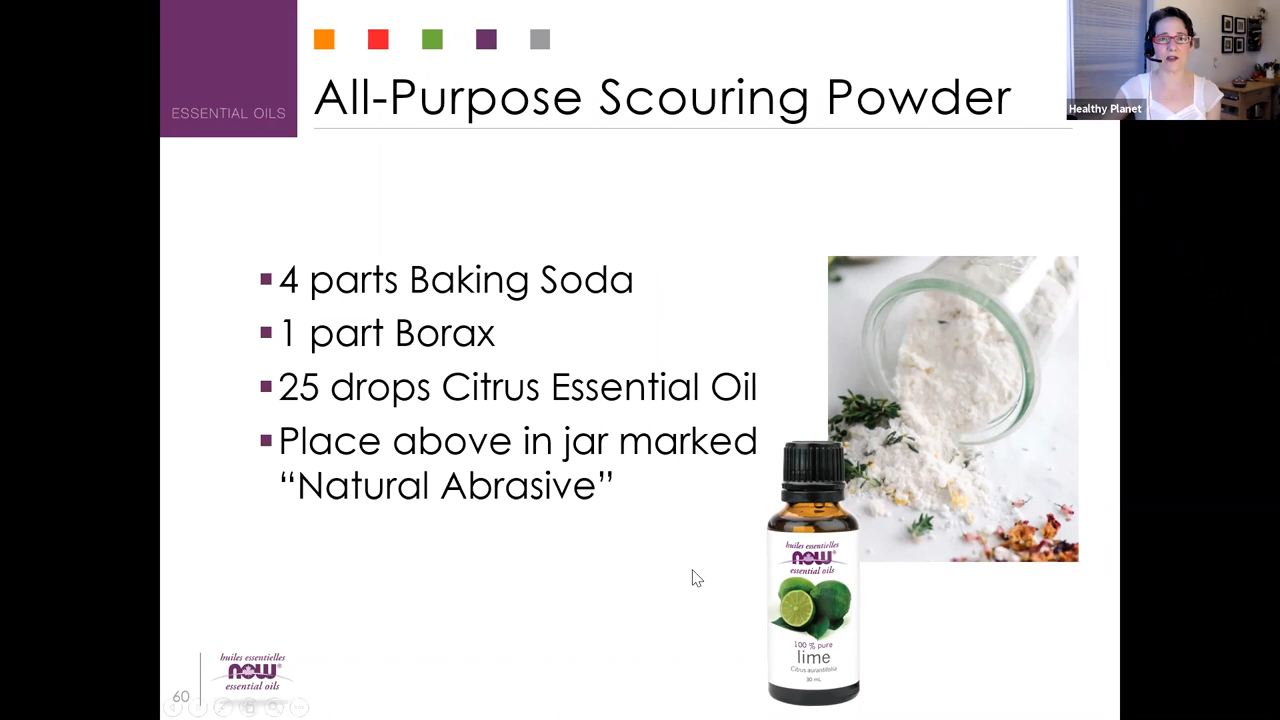 ESSENTIAL OILS
All-Purpose Scouring Powder
Healthy Planet
4 parts Baking Soda
1 part Borax
25 drops Citrus Essential Oil
Place above in jar marked
“Natural Abrasive”
huiles essentielles
NOW®
essential oils
100 % pure
lime
Citrus aurantifolia
30 mL
huiles essentielles
NOW®
essential oils
60